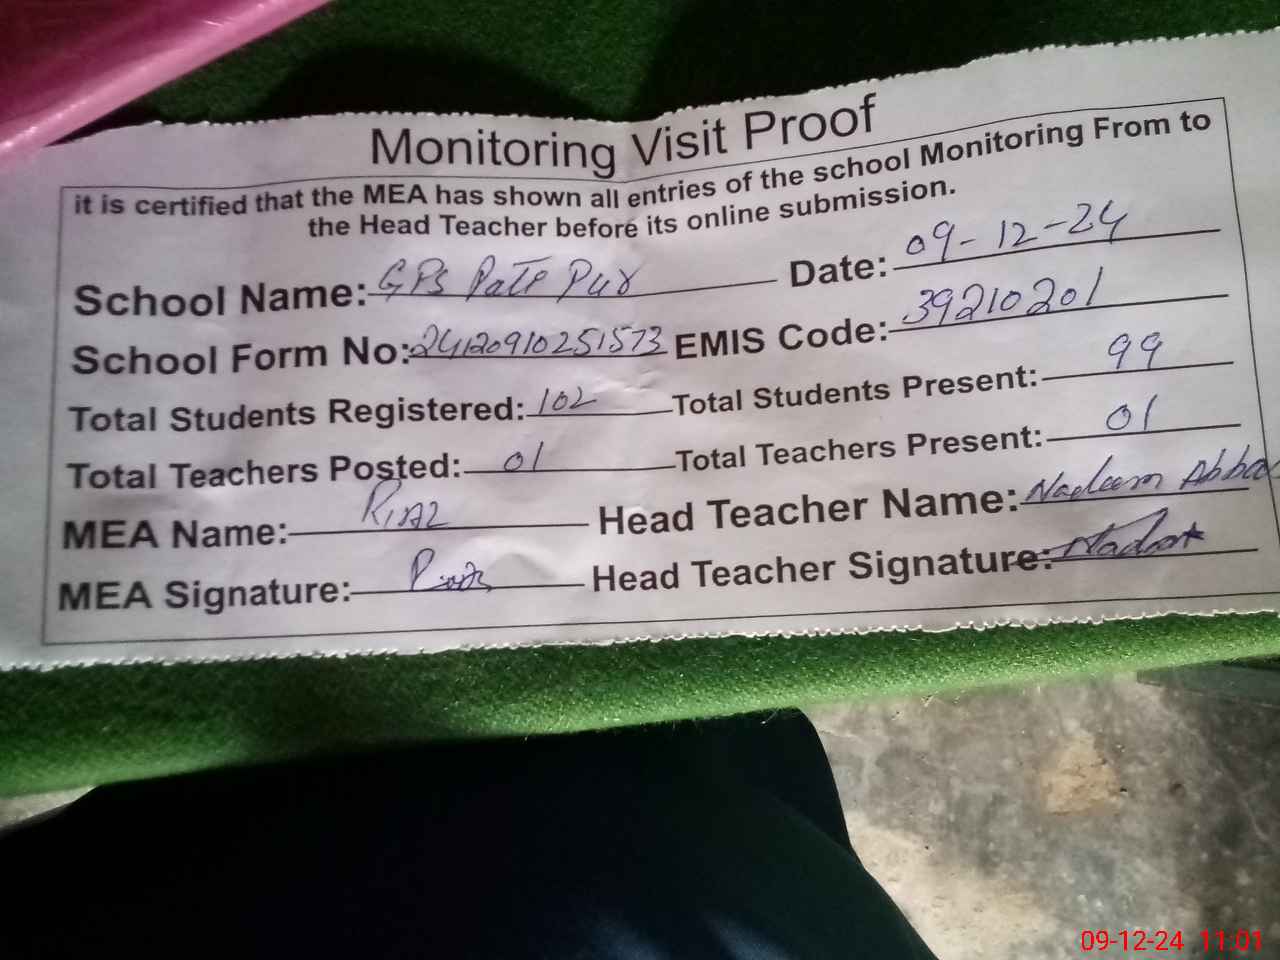 Monitoring Visit Proof
it is certified that the MEA has shown all entries of the school Monitoring From to
the Head Teacher before its online submission.
School Name: GPS Pati Pur Date: 09-12-24
School Form No: 24120910251573 EMIS Code: 39210201
Total Students Registered: 102 Total Students Present: 99
Total Teachers Posted: 01 Total Teachers Present: 01
MEA Name: Riaz Head Teacher Name: Nadeem Abbas
MEA Signature: Head Teacher Signature:
09-12-24 11:01